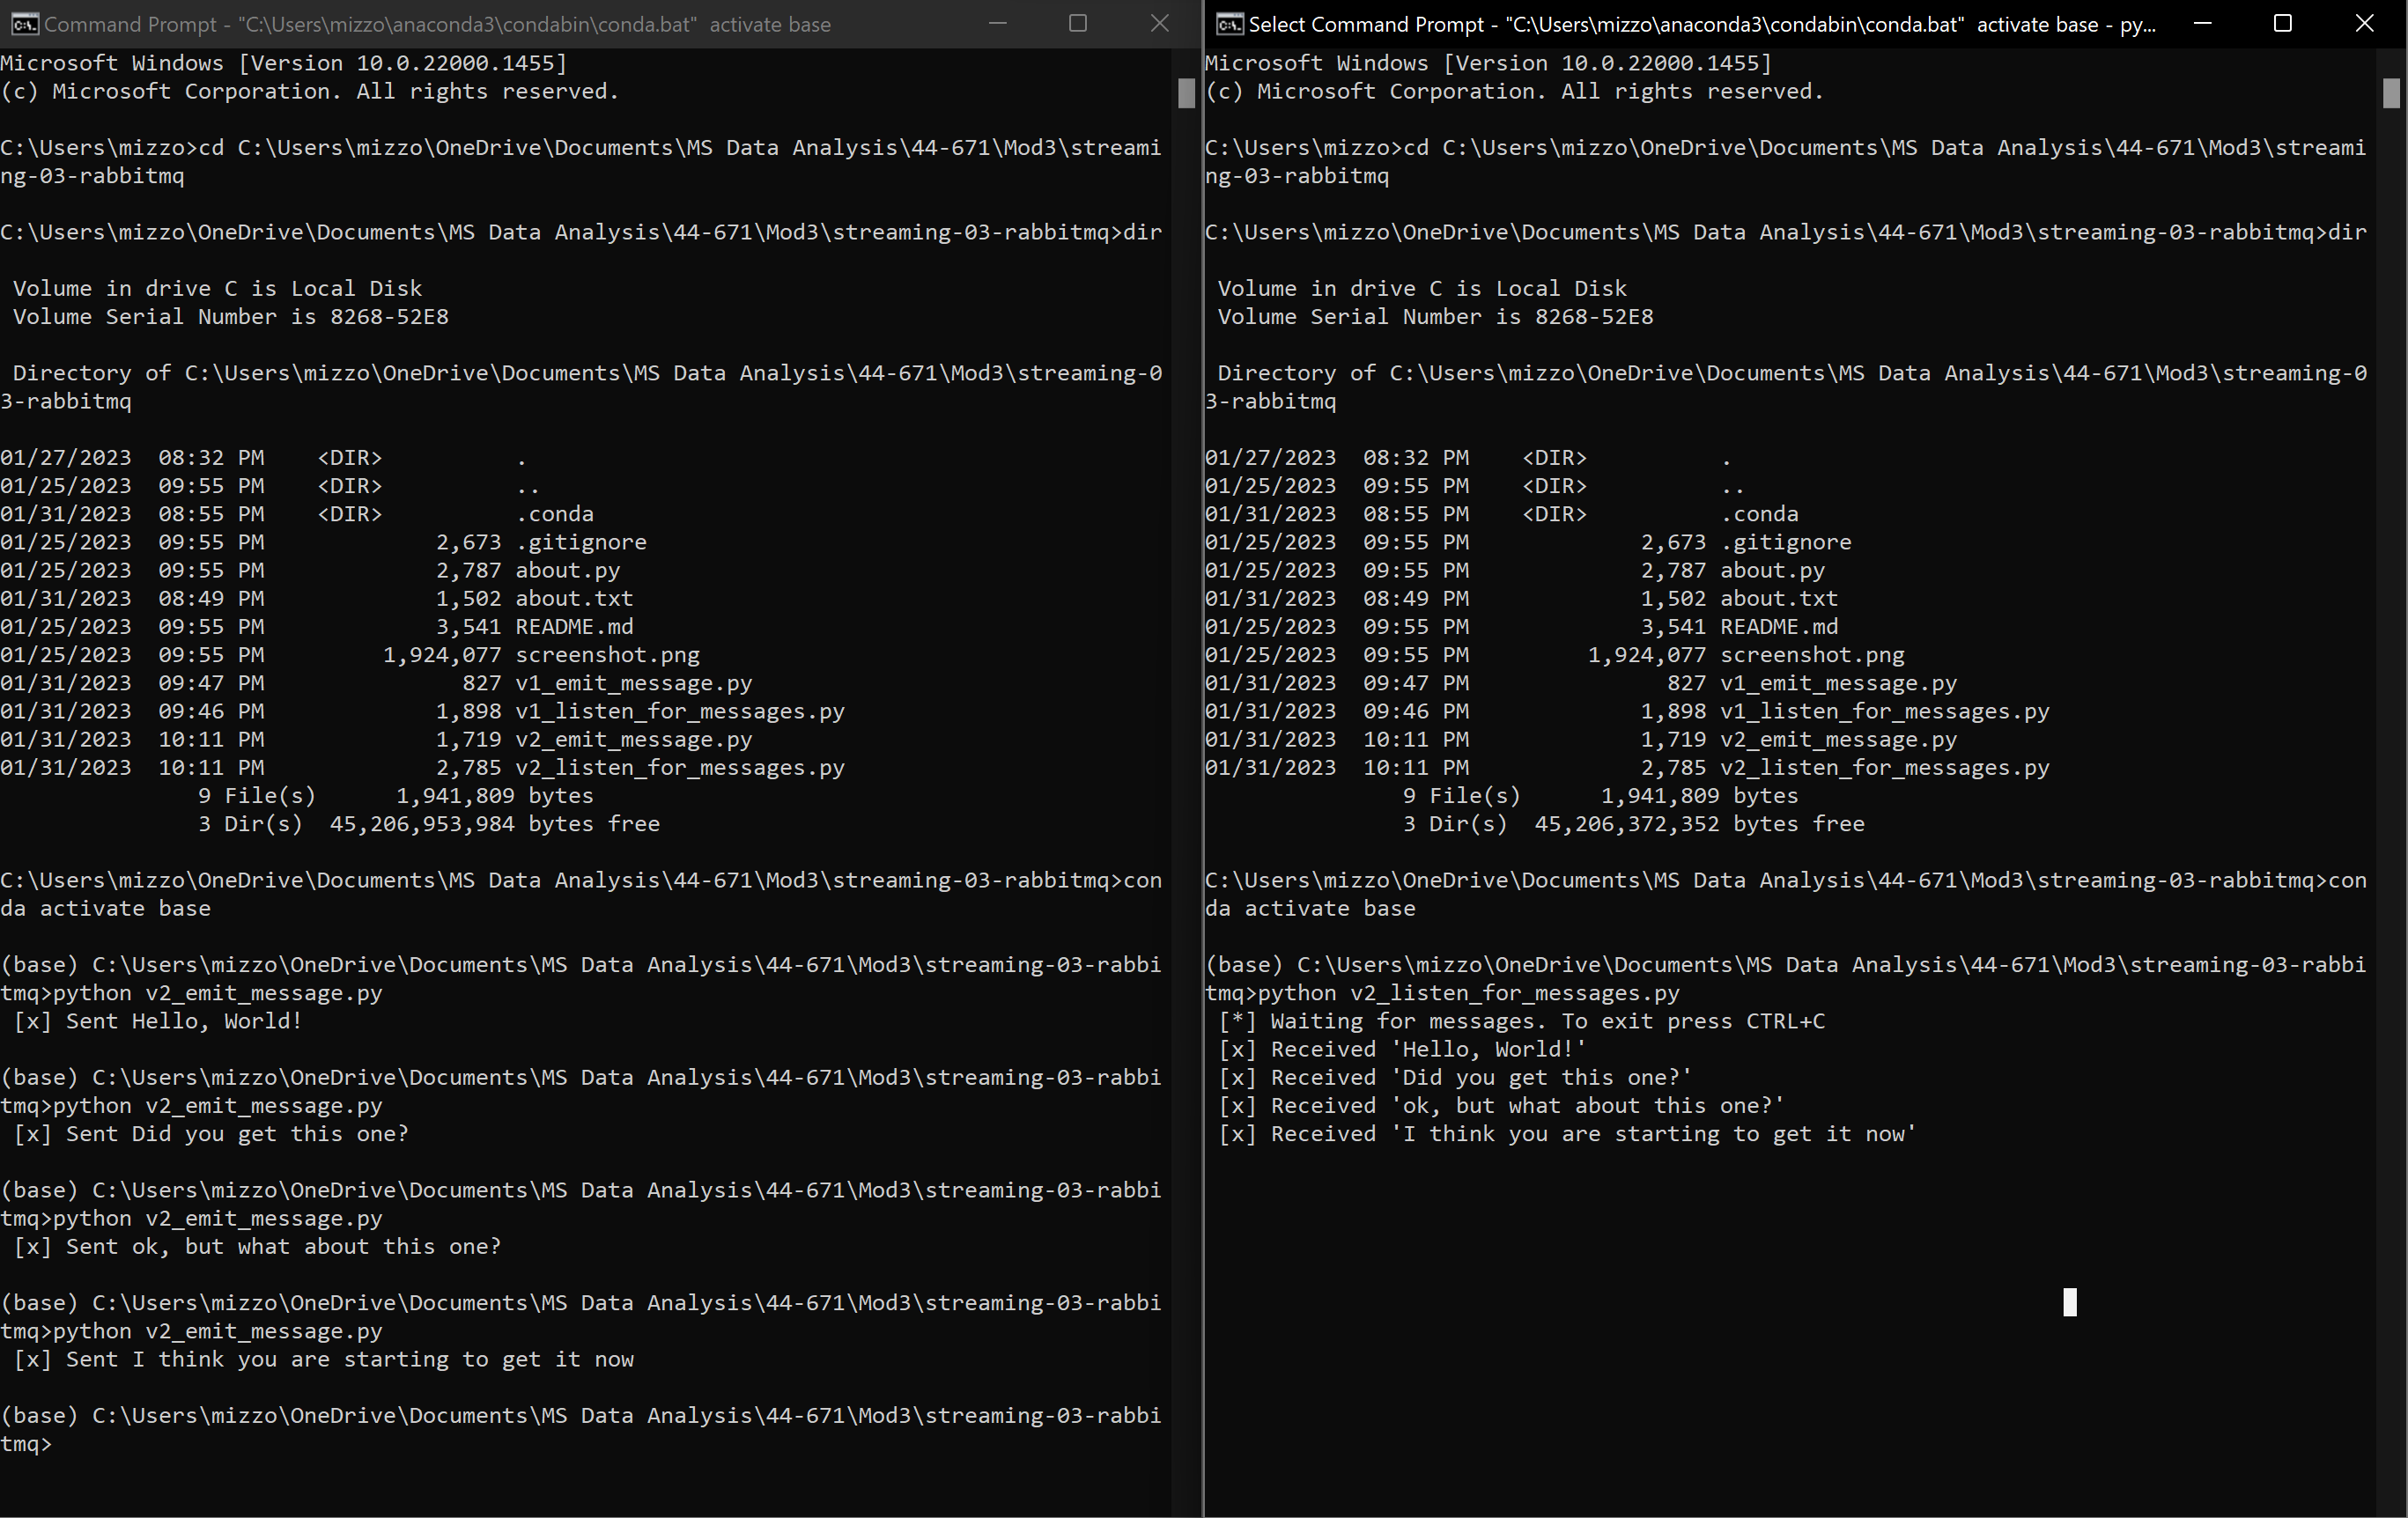 Command Prompt - "C:\Users\mizzo\anaconda3\condabin\conda.bat"  activate base
Microsoft Windows [Version 10.0.22000.1455]
(c) Microsoft Corporation. All rights reserved.
C:\Users\mizzo>cd C:\Users\mizzo\OneDrive\Documents\MS Data Analysis\44-671\Mod3\streami
ng-03-rabbitmq
C:\Users\mizzo\OneDrive\Documents\MS Data Analysis\44-671\Mod3\streaming-03-rabbitmq>dir
 Volume in drive C is Local Disk
 Volume Serial Number is 8268-52E8
 Directory of C:\Users\mizzo\OneDrive\Documents\MS Data Analysis\44-671\Mod3\streaming-0
3-rabbitmq
01/27/2023  08:32 PM    <DIR>          .
01/25/2023  09:55 PM    <DIR>          ..
01/31/2023  08:55 PM    <DIR>          .conda
01/25/2023  09:55 PM             2,673 .gitignore
01/25/2023  09:55 PM             2,787 about.py
01/31/2023  08:49 PM             1,502 about.txt
01/25/2023  09:55 PM             3,541 README.md
01/25/2023  09:55 PM         1,924,077 screenshot.png
01/31/2023  09:47 PM               827 v1_emit_message.py
01/31/2023  09:46 PM             1,898 v1_listen_for_messages.py
01/31/2023  10:11 PM             1,719 v2_emit_message.py
01/31/2023  10:11 PM             2,785 v2_listen_for_messages.py
               9 File(s)      1,941,809 bytes
               3 Dir(s)  45,206,953,984 bytes free
C:\Users\mizzo\OneDrive\Documents\MS Data Analysis\44-671\Mod3\streaming-03-rabbitmq>con
da activate base
(base) C:\Users\mizzo\OneDrive\Documents\MS Data Analysis\44-671\Mod3\streaming-03-rabbi
tmq>python v2_emit_message.py
 [x] Sent Hello, World!
(base) C:\Users\mizzo\OneDrive\Documents\MS Data Analysis\44-671\Mod3\streaming-03-rabbi
tmq>python v2_emit_message.py
 [x] Sent Did you get this one?
(base) C:\Users\mizzo\OneDrive\Documents\MS Data Analysis\44-671\Mod3\streaming-03-rabbi
tmq>python v2_emit_message.py
 [x] Sent ok, but what about this one?
(base) C:\Users\mizzo\OneDrive\Documents\MS Data Analysis\44-671\Mod3\streaming-03-rabbi
tmq>python v2_emit_message.py
 [x] Sent I think you are starting to get it now
(base) C:\Users\mizzo\OneDrive\Documents\MS Data Analysis\44-671\Mod3\streaming-03-rabbi
tmq>
Select Command Prompt - "C:\Users\mizzo\anaconda3\condabin\conda.bat"  activate base - py...
Microsoft Windows [Version 10.0.22000.1455]
(c) Microsoft Corporation. All rights reserved.
C:\Users\mizzo>cd C:\Users\mizzo\OneDrive\Documents\MS Data Analysis\44-671\Mod3\streami
ng-03-rabbitmq
C:\Users\mizzo\OneDrive\Documents\MS Data Analysis\44-671\Mod3\streaming-03-rabbitmq>dir
 Volume in drive C is Local Disk
 Volume Serial Number is 8268-52E8
 Directory of C:\Users\mizzo\OneDrive\Documents\MS Data Analysis\44-671\Mod3\streaming-0
3-rabbitmq
01/27/2023  08:32 PM    <DIR>          .
01/25/2023  09:55 PM    <DIR>          ..
01/31/2023  08:55 PM    <DIR>          .conda
01/25/2023  09:55 PM             2,673 .gitignore
01/25/2023  09:55 PM             2,787 about.py
01/31/2023  08:49 PM             1,502 about.txt
01/25/2023  09:55 PM             3,541 README.md
01/25/2023  09:55 PM         1,924,077 screenshot.png
01/31/2023  09:47 PM               827 v1_emit_message.py
01/31/2023  09:46 PM             1,898 v1_listen_for_messages.py
01/31/2023  10:11 PM             1,719 v2_emit_message.py
01/31/2023  10:11 PM             2,785 v2_listen_for_messages.py
               9 File(s)      1,941,809 bytes
               3 Dir(s)  45,206,372,352 bytes free
C:\Users\mizzo\OneDrive\Documents\MS Data Analysis\44-671\Mod3\streaming-03-rabbitmq>con
da activate base
(base) C:\Users\mizzo\OneDrive\Documents\MS Data Analysis\44-671\Mod3\streaming-03-rabbi
tmq>python v2_listen_for_messages.py
 [*] Waiting for messages. To exit press CTRL+C
 [x] Received 'Hello, World!'
 [x] Received 'Did you get this one?'
 [x] Received 'ok, but what about this one?'
 [x] Received 'I think you are starting to get it now'